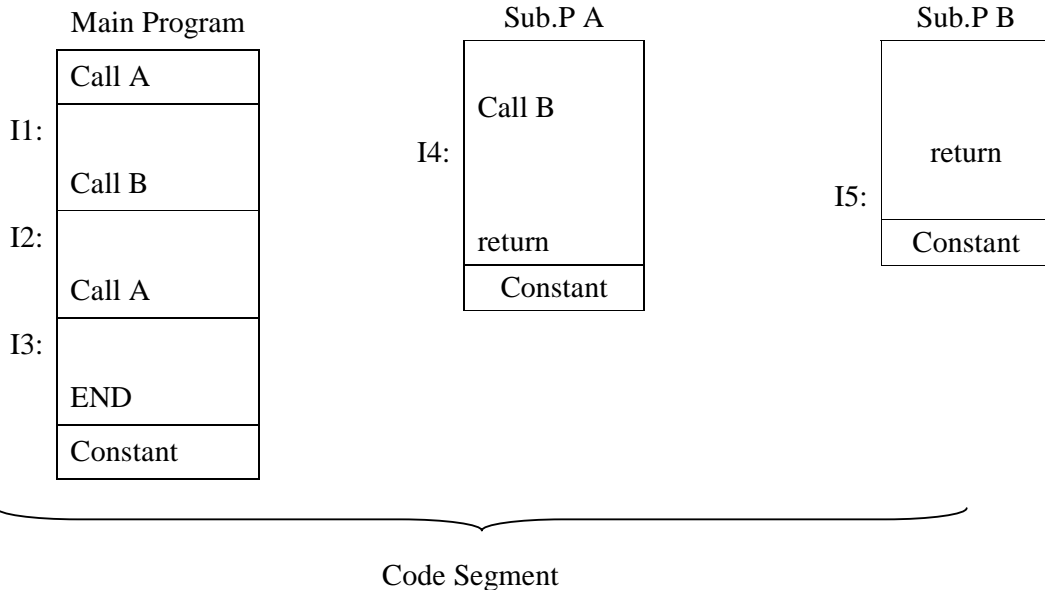 Main Program
Call A
I1:
Call B
I2:
Call A
I3:
END
Constant
Sub.P A
Call B
I4:
return
Constant
Sub.P B
return
I5:
Constant
Code Segment